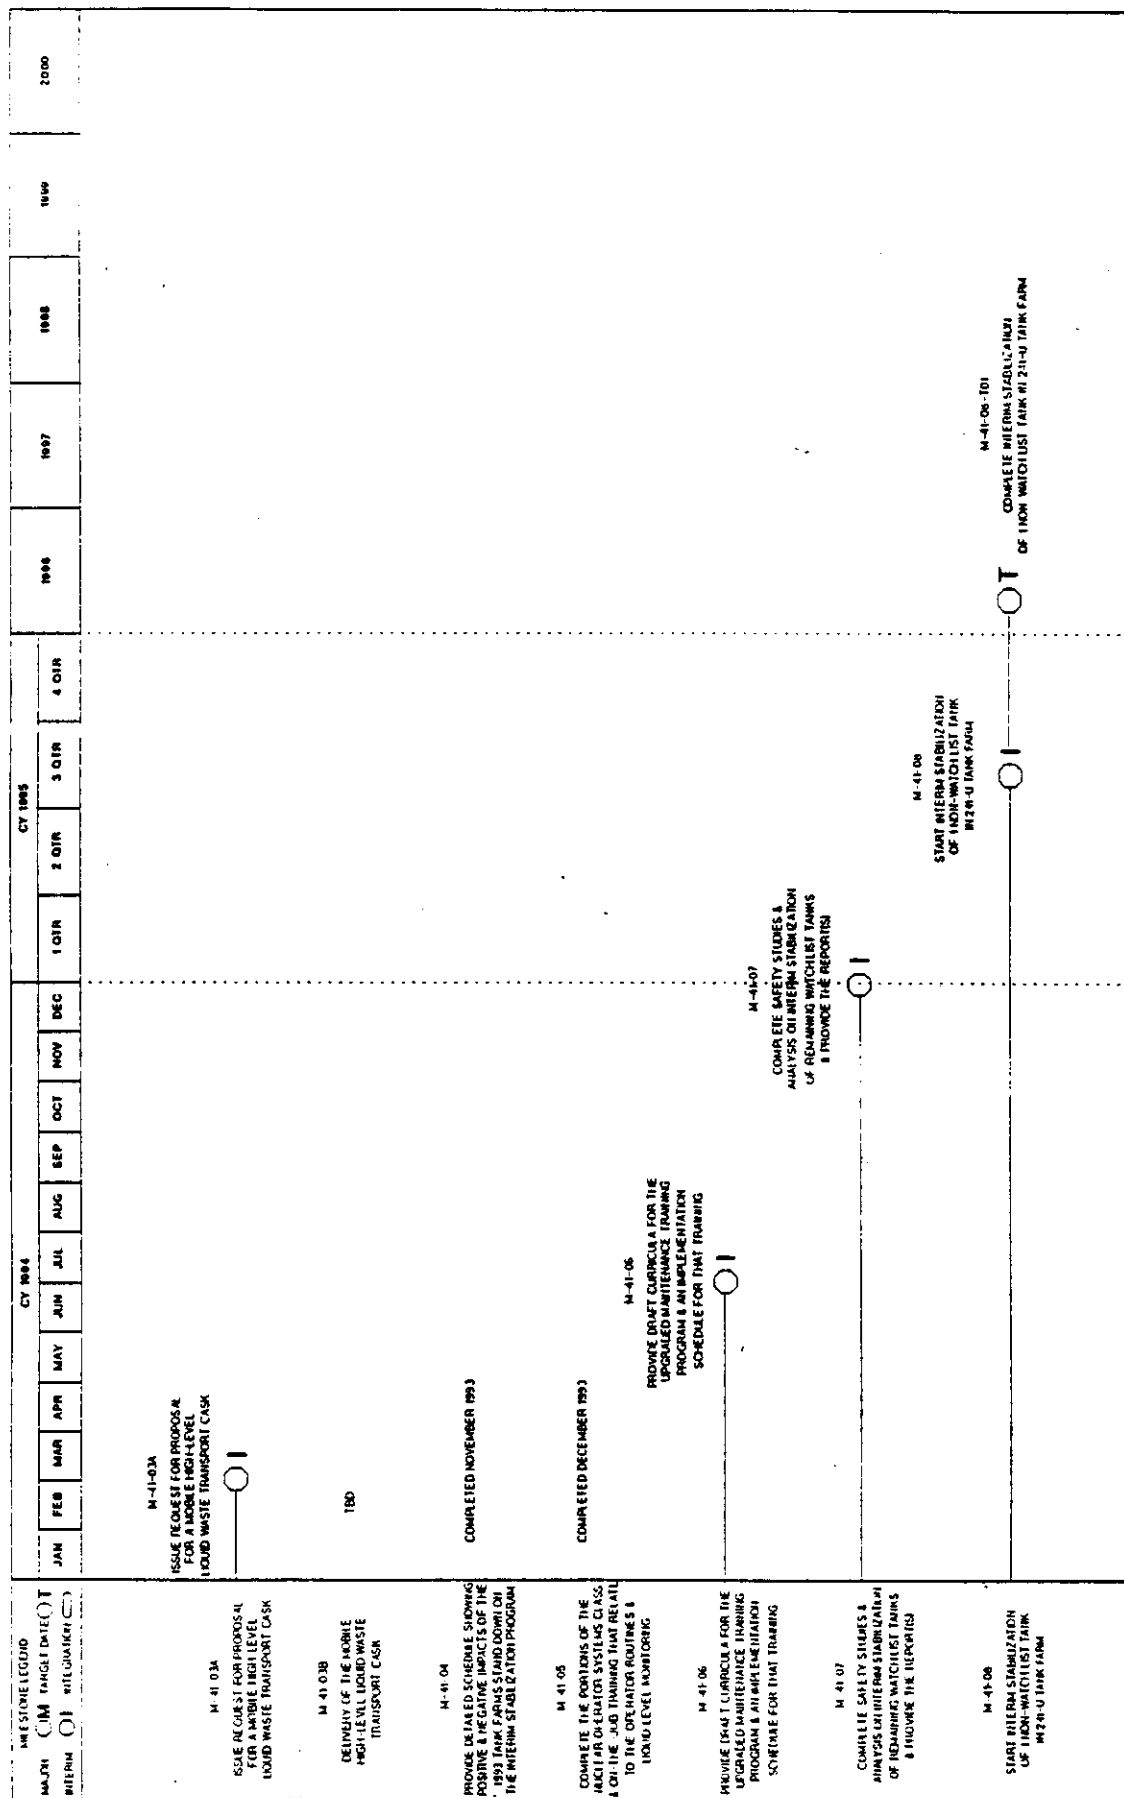 MILESTONE LEGEND
MAJOR M TARGET DATE T
INTERIM I INTEGRATION
CY 1994
CY 1995
1996
1997
1998
1999
2000
JAN
FEB
MAR
APR
MAY
JUN
JUL
AUG
SEP
OCT
NOV
DEC
1 QTR
2 QTR
3 QTR
4 QTR
M-41-03A
ISSUE REQUEST FOR PROPOSAL
FOR A MOBILE HIGH LEVEL
LIQUID WASTE TRANSPORT CASK
M-41-03A
ISSUE REQUEST FOR PROPOSAL
FOR A MOBILE HIGH-LEVEL
LIQUID WASTE TRANSPORT CASK
I
M-41-03B
DELIVERY OF THE MOBILE
HIGH-LEVEL LIQUID WASTE
TRANSPORT CASK
TBD
M-41-04
PROVIDE DETAILED SCHEDULE SHOWING
POSITIVE & NEGATIVE IMPACTS OF THE
1993 TANK FARMS STAND DOWN ON
THE INTERIM STABILIZATION PROGRAM
COMPLETED NOVEMBER 1993
M-41-05
COMPLETE THE PORTIONS OF THE
NUCLEAR OPERATOR SYSTEMS CLASS
& ON-THE-JOB TRAINING THAT RELATE
TO THE OPERATOR ROUTINES &
LIQUID LEVEL MONITORING
COMPLETED DECEMBER 1993
M-41-06
PROVIDE DRAFT CURRICULA FOR THE
UPGRADED MAINTENANCE TRAINING
PROGRAM & AN IMPLEMENTATION
SCHEDULE FOR THAT TRAINING
M-41-06
PROVIDE DRAFT CURRICULA FOR THE
UPGRADED MAINTENANCE TRAINING
PROGRAM & AN IMPLEMENTATION
SCHEDULE FOR THAT TRAINING
I
M-41-07
COMPLETE SAFETY STUDIES &
ANALYSIS ON INTERIM STABILIZATION
OF REMAINING WATCHLIST TANKS
& PROVIDE THE REPORT(S)
M-41-07
COMPLETE SAFETY STUDIES &
ANALYSIS ON INTERIM STABILIZATION
OF REMAINING WATCHLIST TANKS
& PROVIDE THE REPORT(S)
I
M-41-08
START INTERIM STABILIZATION
OF 1 NON-WATCH LIST TANK
IN 241-U TANK FARM
M-41-08
START INTERIM STABILIZATION
OF 1 NON-WATCH LIST TANK
IN 241-U TANK FARM
I
M-41-08-T01
COMPLETE INTERIM STABILIZATION
OF 1 NON WATCH LIST TANK IN 241-U TANK FARM
T